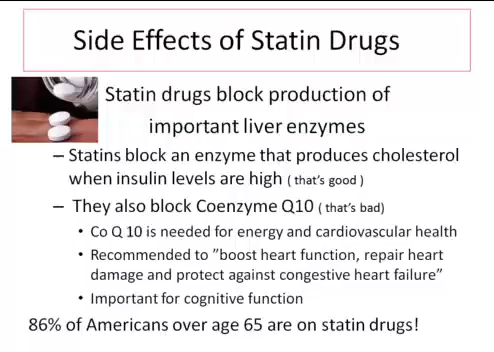 Side Effects of Statin Drugs
Statin drugs block production of
important liver enzymes
– Statins block an enzyme that produces cholesterol
when insulin levels are high ( that's good )
– They also block Coenzyme Q10 ( that's bad)
• Co Q 10 is needed for energy and cardiovascular health
• Recommended to "boost heart function, repair heart
damage and protect against congestive heart failure"
• Important for cognitive function
86% of Americans over age 65 are on statin drugs!